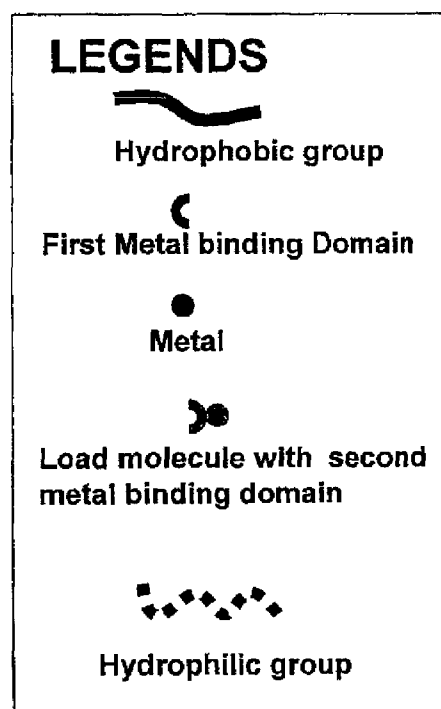 LEGENDS
Hydrophobic group
First Metal binding Domain
Metal
Load molecule with second
metal binding domain
Hydrophilic group